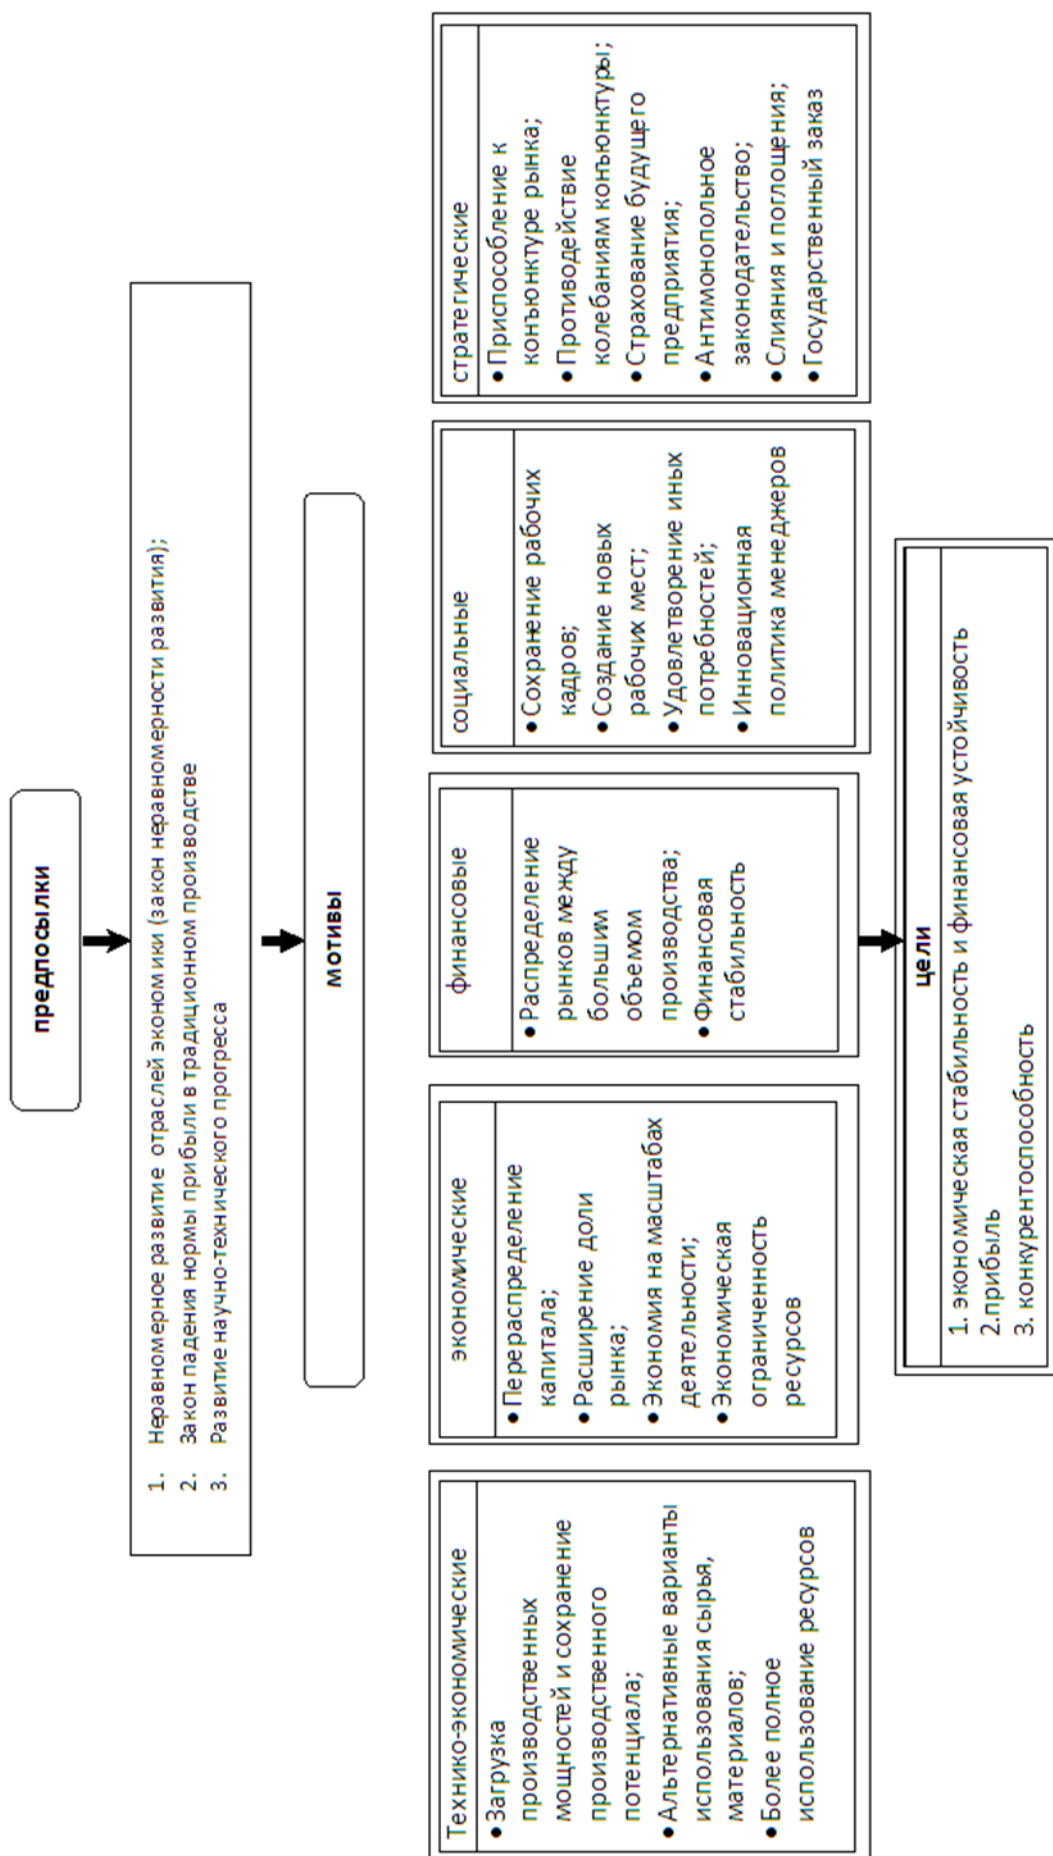 предпосылки
1. Неравномерное развитие отраслей экономики (закон неравномерности развития);
2. Закон падения нормы прибыли в традиционном производстве
3. Развитие научно-технического прогресса
мотивы
Технико-экономические
• Загрузка
производственных
мощностей и сохранение
производственного
потенциала;
• Альтернативные варианты
использования сырья,
материалов;
• Более полное
использование ресурсов
экономические
• Перераспределение
капитала;
• Расширение доли
рынка;
• Экономия на масштабах
деятельности;
• Экономическая
ограниченность
ресурсов
финансовые
• Распределение
рынков между
большим
объемом
производства;
• Финансовая
стабильность
социальные
• Сохранение рабочих
кадров;
• Создание новых
рабочих мест;
• Удовлетворение иных
потребностей;
• Инновационная
политика менеджеров
стратегические
• Приспособление к
конъюнктуре рынка;
• Противодействие
колебаниям конъюнктуры;
• Страхование будущего
предприятия;
• Антимонопольное
законодательство;
• Слияния и поглощения;
• Государственный заказ
цели
1. экономическая стабильность и финансовая устойчивость
2.прибыль
3. конкурентоспособность